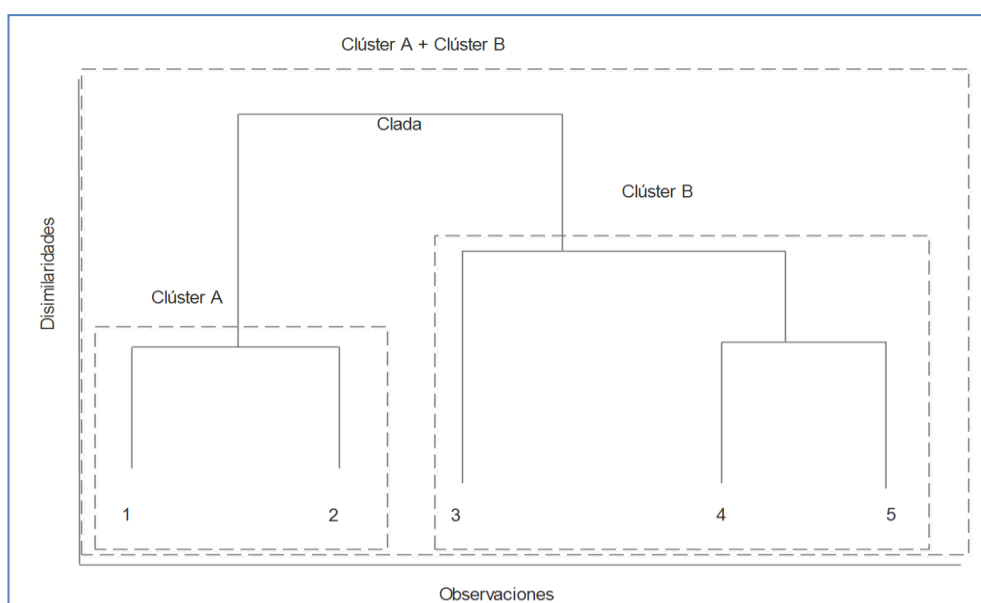 Clúster A + Clúster B
Clada
Clúster B
Disimilaridades
Clúster A
1 2 3 4 5
Observaciones